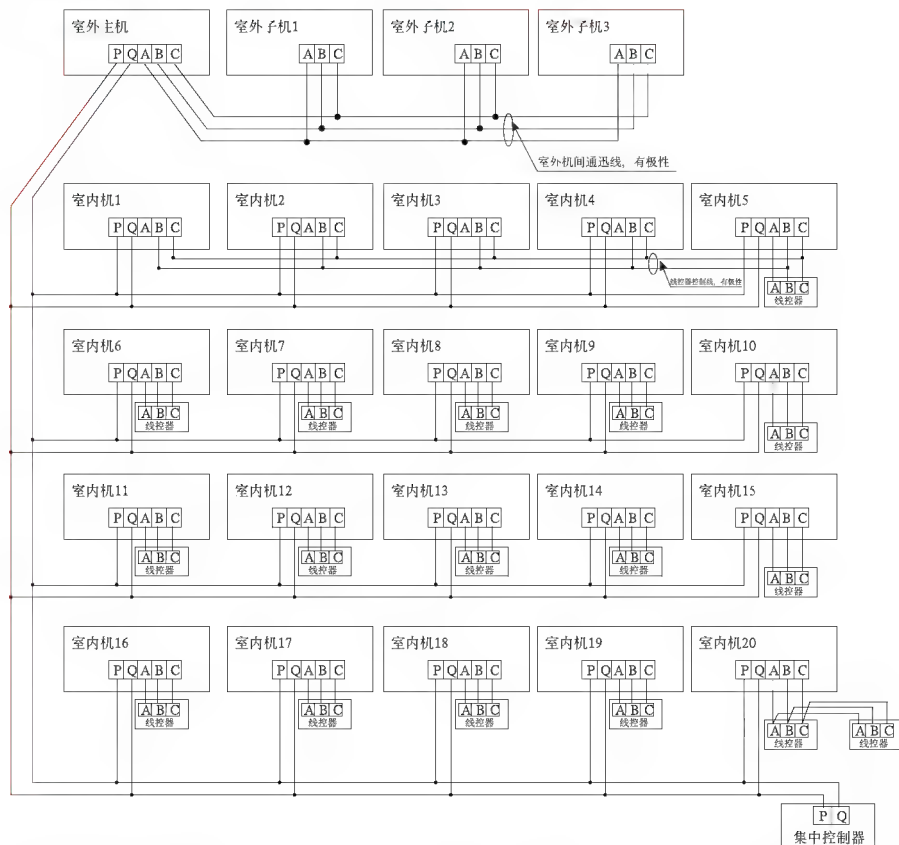 室外主机 室外子机1 室外子机2 室外子机3
P Q A B C A B C A B C A B C
室外机间通迅线，有极性
室内机1 室内机2 室内机3 室内机4 室内机5
P Q A B C P Q A B C P Q A B C P Q A B C P Q A B C
线控器控制线，有极性
A B C
线控器
室内机6 室内机7 室内机8 室内机9 室内机10
P Q A B C P Q A B C P Q A B C P Q A B C P Q A B C
A B C A B C A B C A B C
线控器 线控器 线控器 线控器
A B C
线控器
室内机11 室内机12 室内机13 室内机14 室内机15
P Q A B C P Q A B C P Q A B C P Q A B C P Q A B C
A B C A B C A B C A B C
线控器 线控器 线控器 线控器
A B C
线控器
室内机16 室内机17 室内机18 室内机19 室内机20
P Q A B C P Q A B C P Q A B C P Q A B C P Q A B C
A B C A B C A B C A B C
线控器 线控器 线控器 线控器
A B C A B C
线控器 线控器
P Q
集中控制器